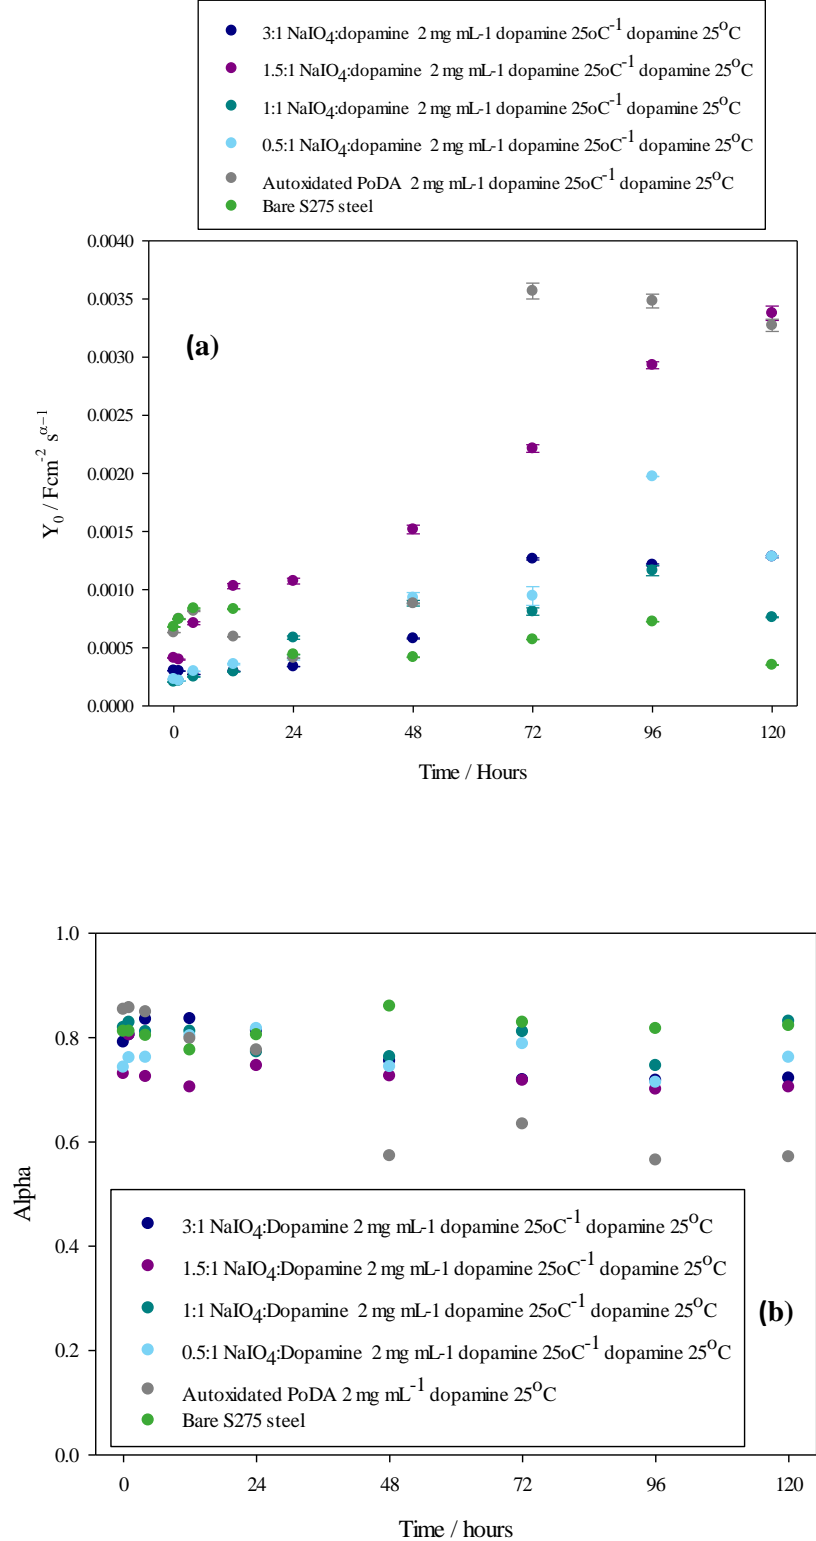 3:1 NaIO4:dopamine 2 mg mL-1 dopamine 25oC-1 dopamine 25oC
1.5:1 NaIO4:dopamine 2 mg mL-1 dopamine 25oC-1 dopamine 25oC
1:1 NaIO4:dopamine 2 mg mL-1 dopamine 25oC-1 dopamine 25oC
0.5:1 NaIO4:dopamine 2 mg mL-1 dopamine 25oC-1 dopamine 25oC
Autoxidated PoDA 2 mg mL-1 dopamine 25oC-1 dopamine 25oC
Bare S275 steel
0.0040
0.0035
(a)
0.0030
0.0025
0.0020
0.0015
0.0010
0.0005
0.0000
Y0 / Fcm-2 sα−1
0 24 48 72 96 120
Time / Hours
1.0
0.8
0.6
0.4
0.2
0.0
Alpha
3:1 NaIO4:Dopamine 2 mg mL-1 dopamine 25oC-1 dopamine 25oC
1.5:1 NaIO4:Dopamine 2 mg mL-1 dopamine 25oC-1 dopamine 25oC
1:1 NaIO4:Dopamine 2 mg mL-1 dopamine 25oC-1 dopamine 25oC
(b)
0.5:1 NaIO4:Dopamine 2 mg mL-1 dopamine 25oC-1 dopamine 25oC
Autoxidated PoDA 2 mg mL-1 dopamine 25oC
Bare S275 steel
0 24 48 72 96 120
Time / hours